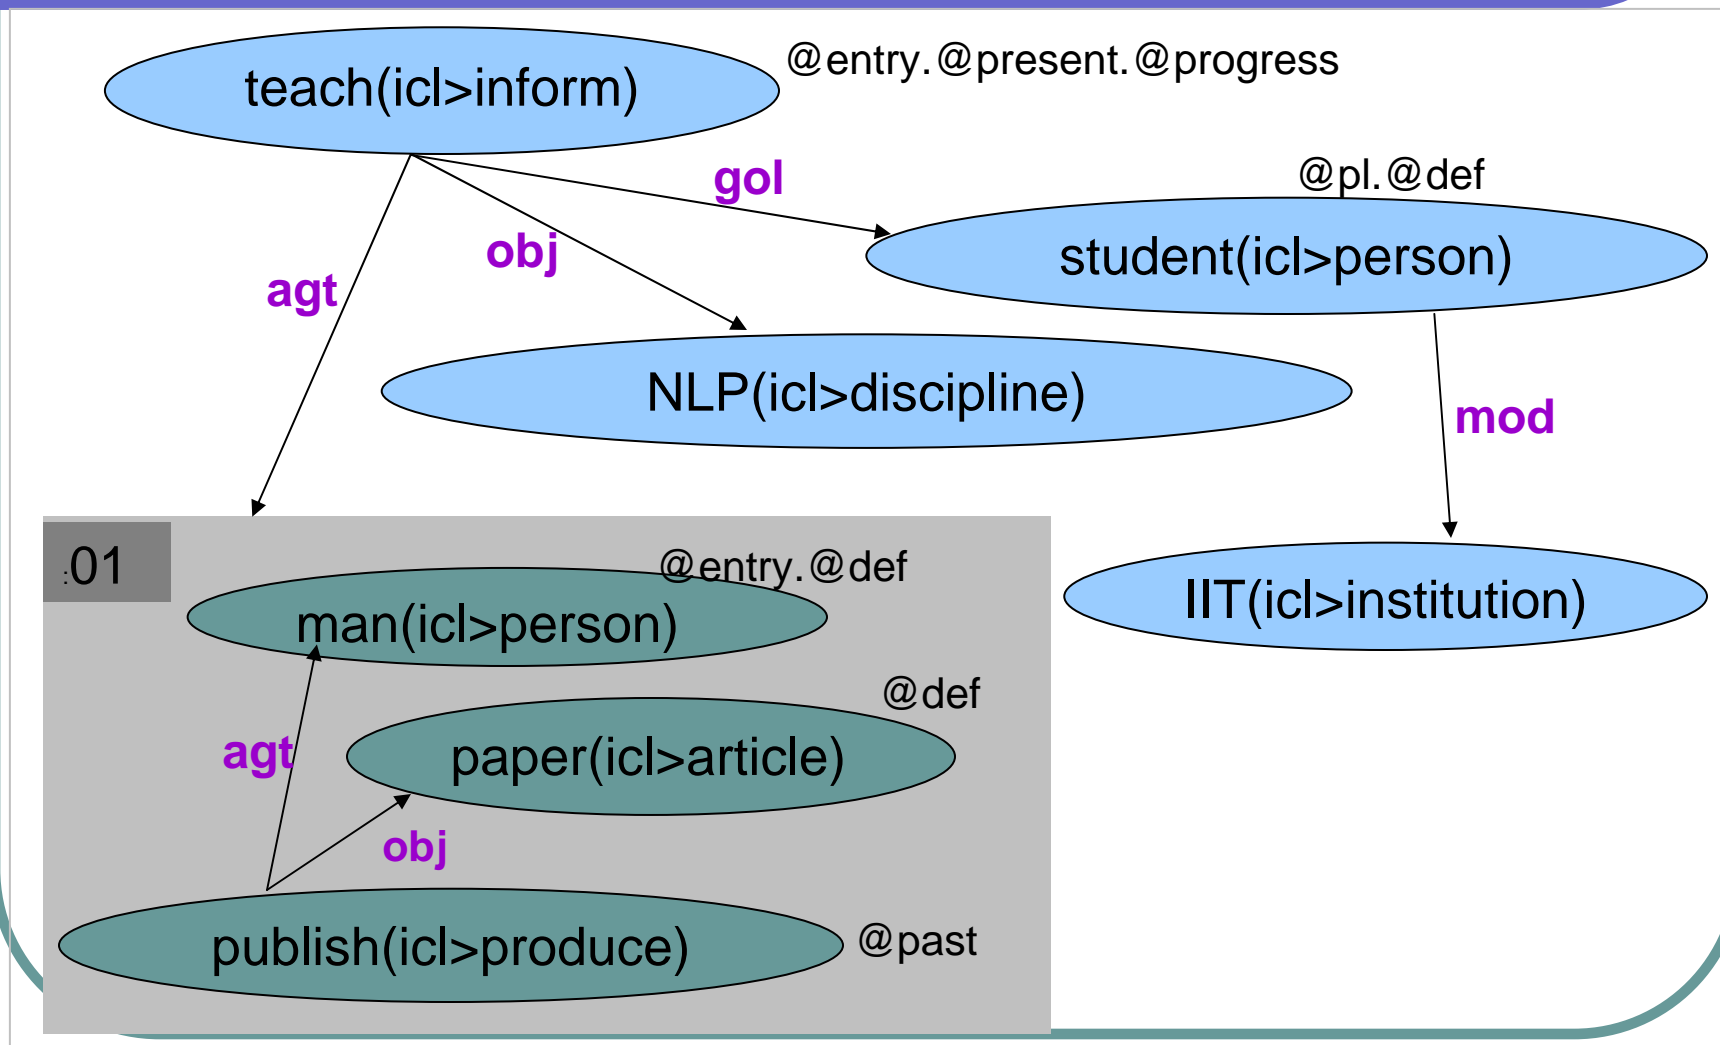 teach(icl>inform)
@entry.@present.@progress
gol
@pl.@def
student(icl>person)
obj
agt
NLP(icl>discipline)
mod
:01
@entry.@def
man(icl>person)
IIT(icl>institution)
@def
agt
paper(icl>article)
obj
publish(icl>produce)
@past